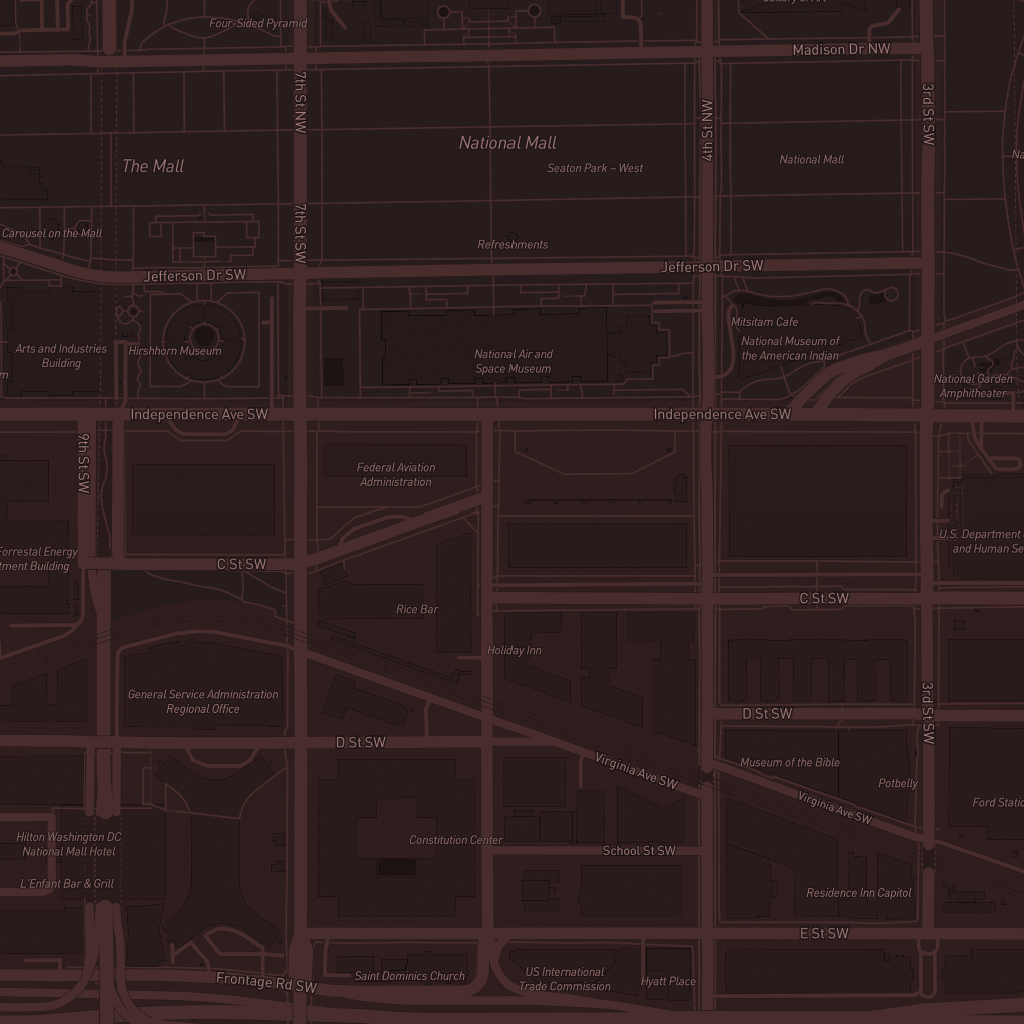 Four-Sided Pyramid
Madison Dr NW
7th St NW
4th St NW
3rd St SW
National Mall
The Mall
Seaton Park – West
National Mall
Carousel on the Mall
7th St SW
Refreshments
Jefferson Dr SW
Jefferson Dr SW
Mitsitam Cafe
National Museum of
the American Indian
Arts and Industries
Building
Hirshhorn Museum
National Air and
Space Museum
National Garden
Amphitheater
Independence Ave SW
Independence Ave SW
9th St SW
Federal Aviation
Administration
U.S. Department
and Human Se
Forrestal Energy
tment Building
C St SW
C St SW
Rice Bar
Holiday Inn
General Service Administration
Regional Office
3rd St SW
D St SW
D St SW
Virginia Ave SW
Museum of the Bible
Potbelly
Virginia Ave SW
Ford Static
Hilton Washington DC
National Mall Hotel
Constitution Center
School St SW
L'Enfant Bar & Grill
Residence Inn Capitol
E St SW
Frontage Rd SW
Saint Dominics Church
US International
Trade Commission
Hyatt Place